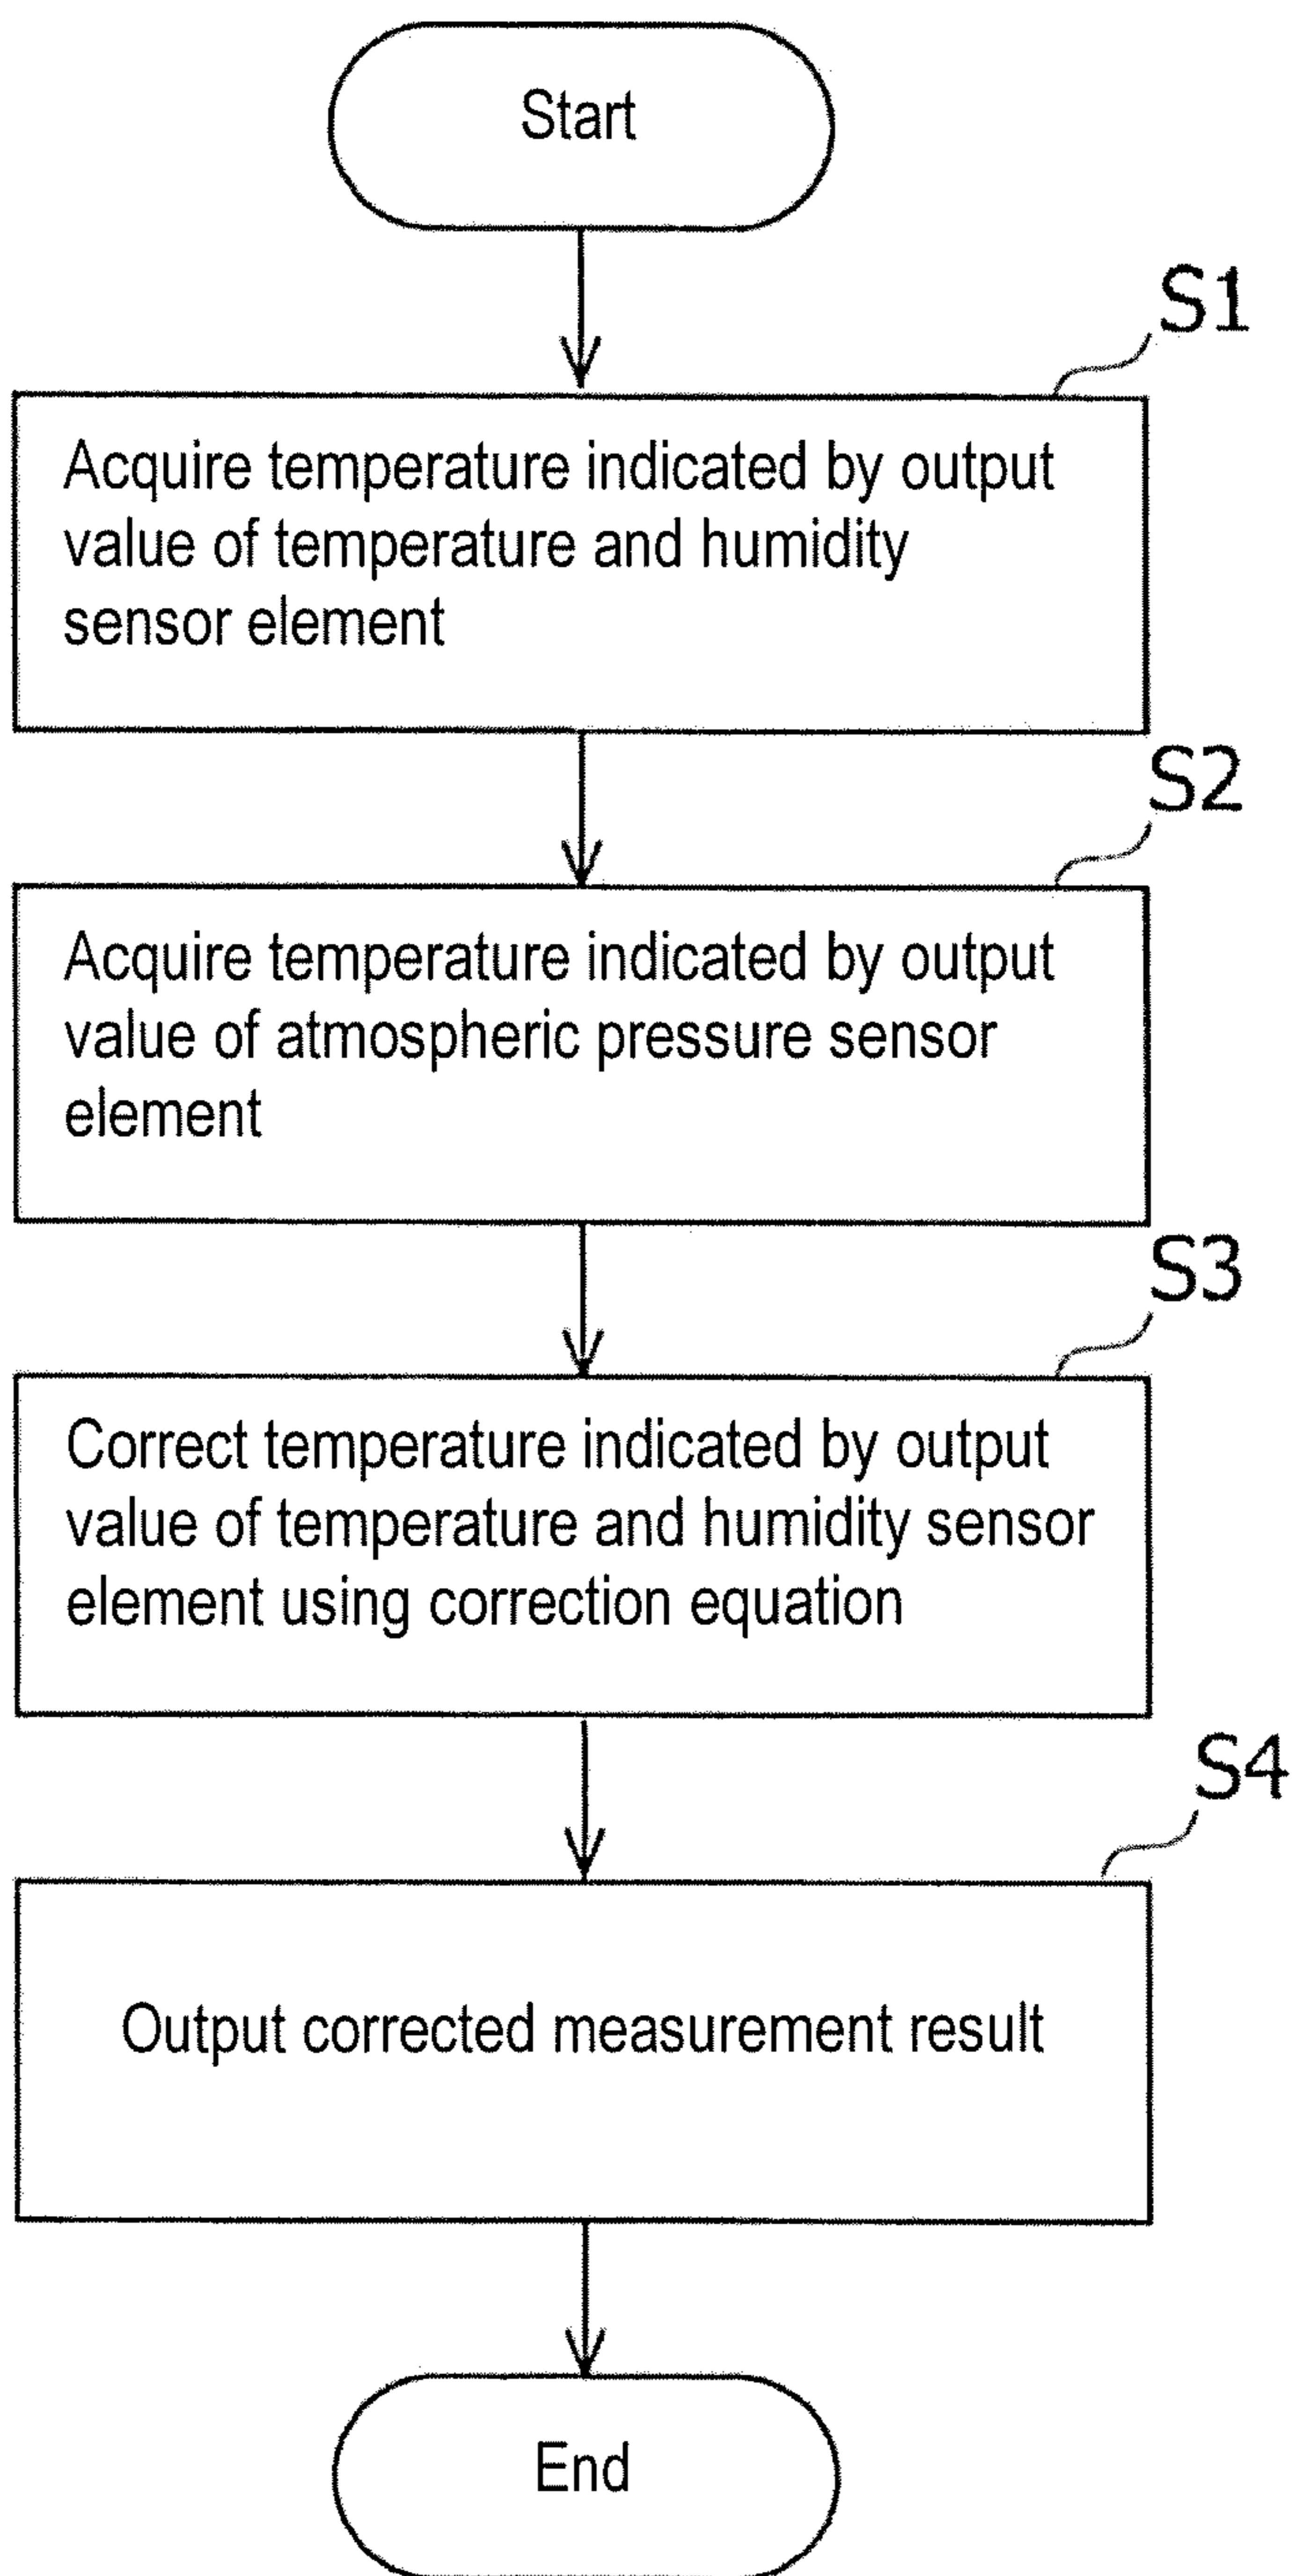 Start
S1
Acquire temperature indicated by output
value of temperature and humidity
sensor element
S2
Acquire temperature indicated by output
value of atmospheric pressure sensor
element
S3
Correct temperature indicated by output
value of temperature and humidity sensor
element using correction equation
S4
Output corrected measurement result
End